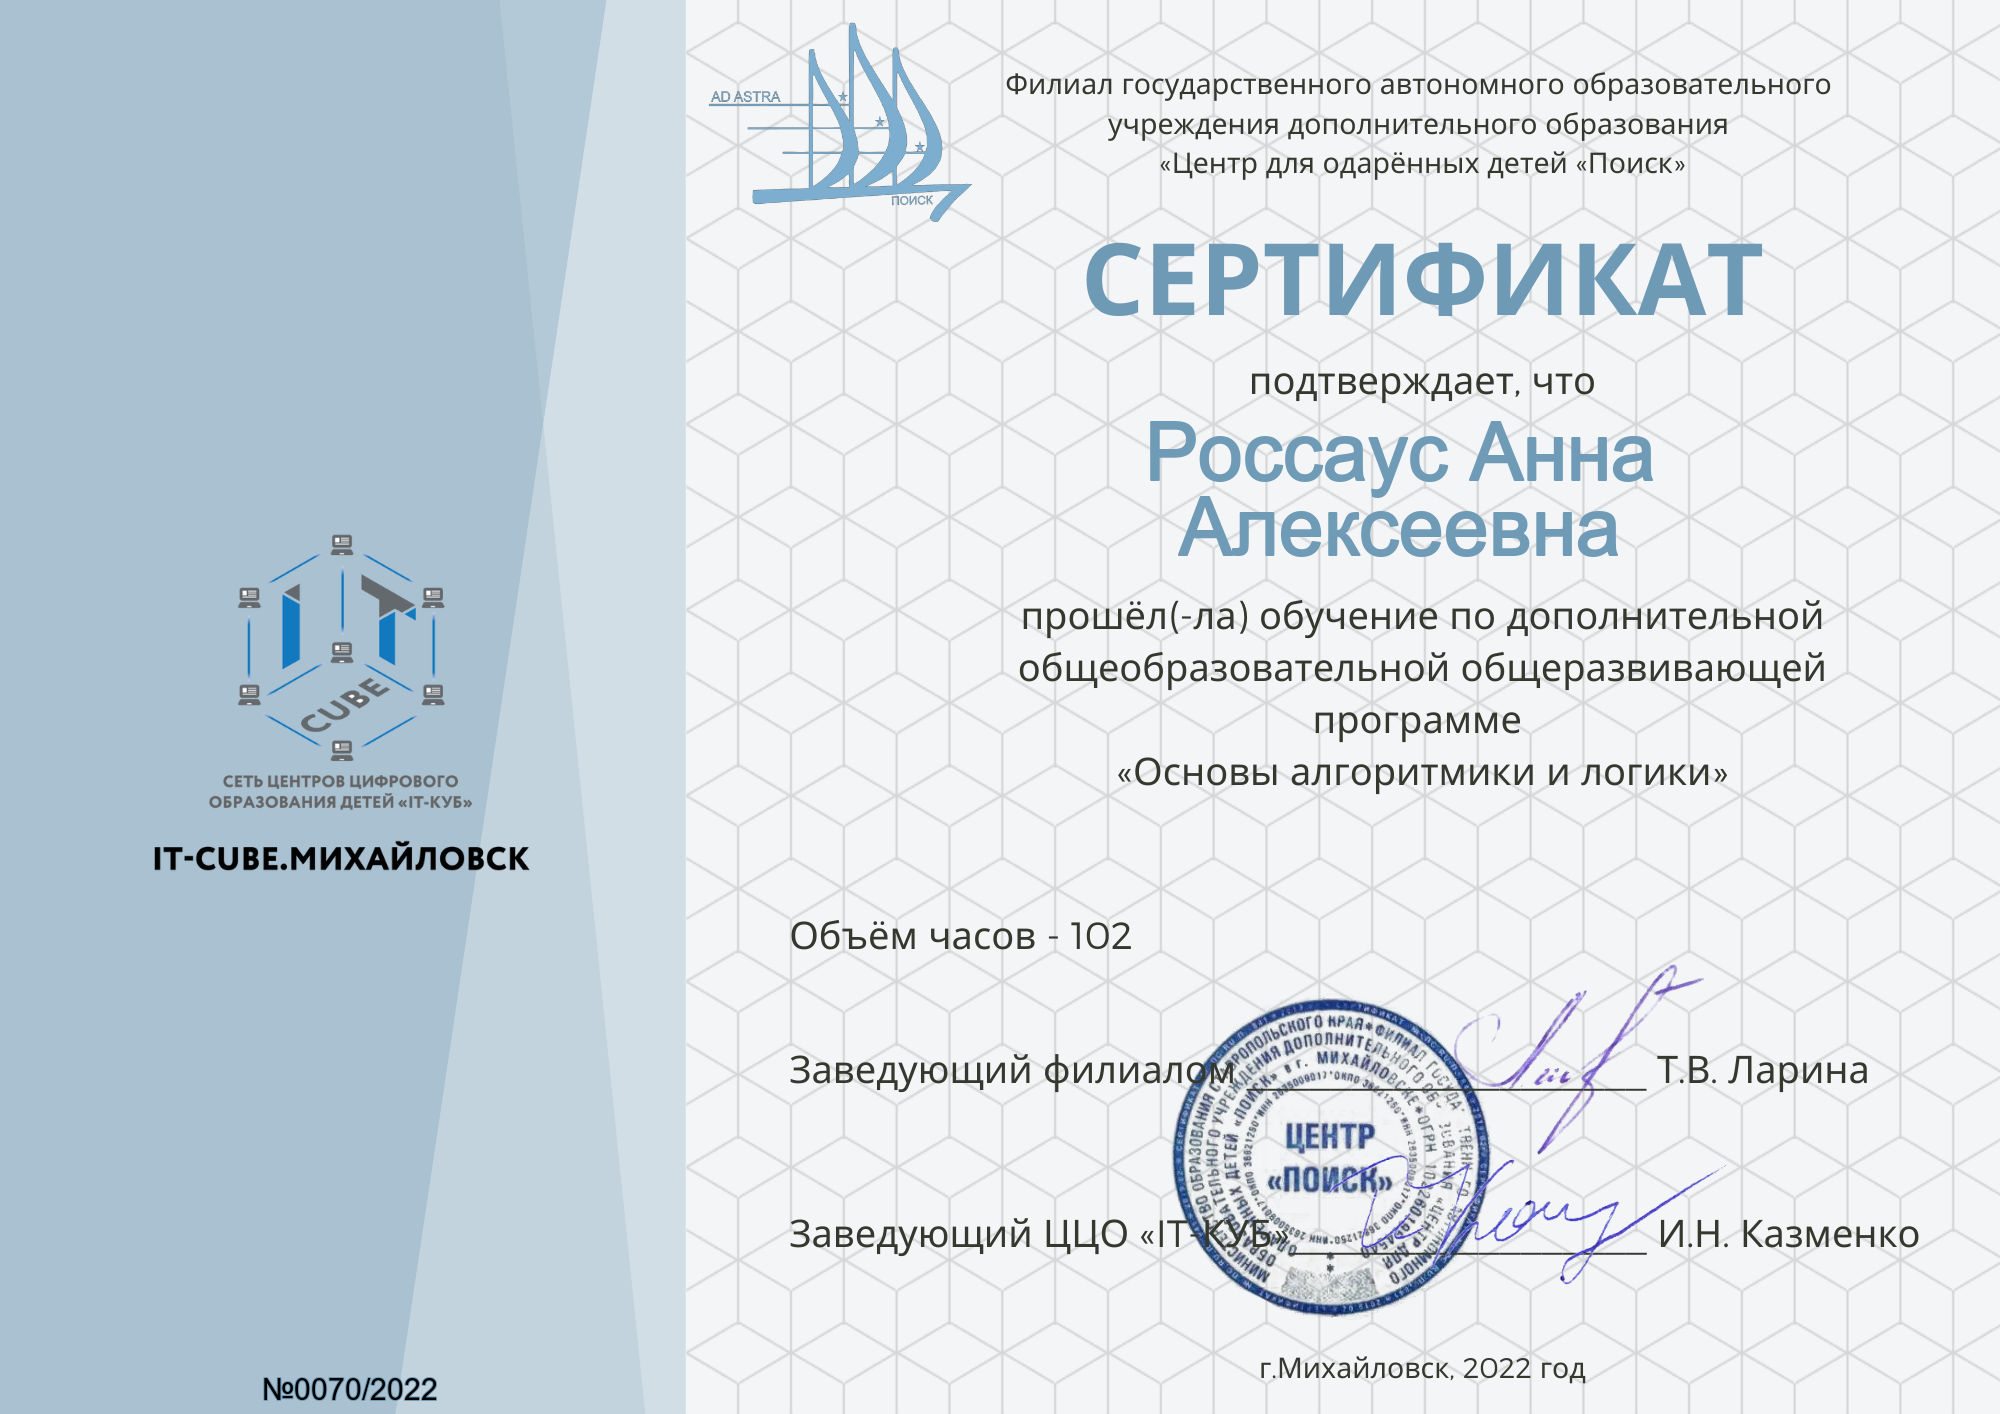 AD ASTRA
ПОИСК
Филиал государственного автономного образовательного
учреждения дополнительного образования
«Центр для одарённых детей «Поиск»
СЕРТИФИКАТ
подтверждает, что
Россаус Анна
Алексеевна
прошёл(-ла) обучение по дополнительной
общеобразовательной общеразвивающей
программе
«Основы алгоритмики и логики»
IT
CUBE
СЕТЬ ЦЕНТРОВ ЦИФРОВОГО
ОБРАЗОВАНИЯ ДЕТЕЙ «IT-КУБ»
IT-CUBE.МИХАЙЛОВСК
Объём часов - 102
Заведующий филиалом Т.В. Ларина
ЦЕНТР
«ПОИСК»
Заведующий ЦЦО «IT-КУБ» И.Н. Казменко
г.Михайловск, 2022 год
№0070/2022